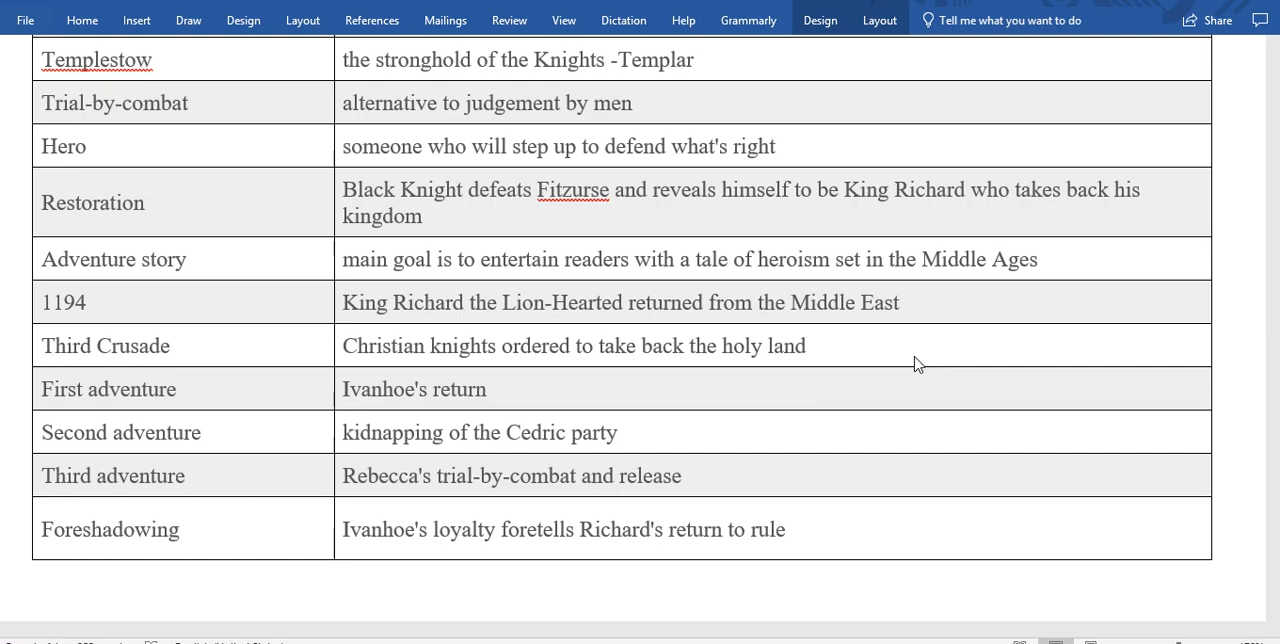 File Home Insert Draw Design Layout References Mailings Review View Dictation Help Grammarly Design Layout Tell me what you want to do Share
Templestow the stronghold of the Knights -Templar
Trial-by-combat alternative to judgement by men
Hero someone who will step up to defend what's right
Restoration Black Knight defeats Fitzurse and reveals himself to be King Richard who takes back his
kingdom
Adventure story main goal is to entertain readers with a tale of heroism set in the Middle Ages
1194 King Richard the Lion-Hearted returned from the Middle East
Third Crusade Christian knights ordered to take back the holy land
First adventure Ivanhoe's return
Second adventure kidnapping of the Cedric party
Third adventure Rebecca's trial-by-combat and release
Foreshadowing Ivanhoe's loyalty foretells Richard's return to rule